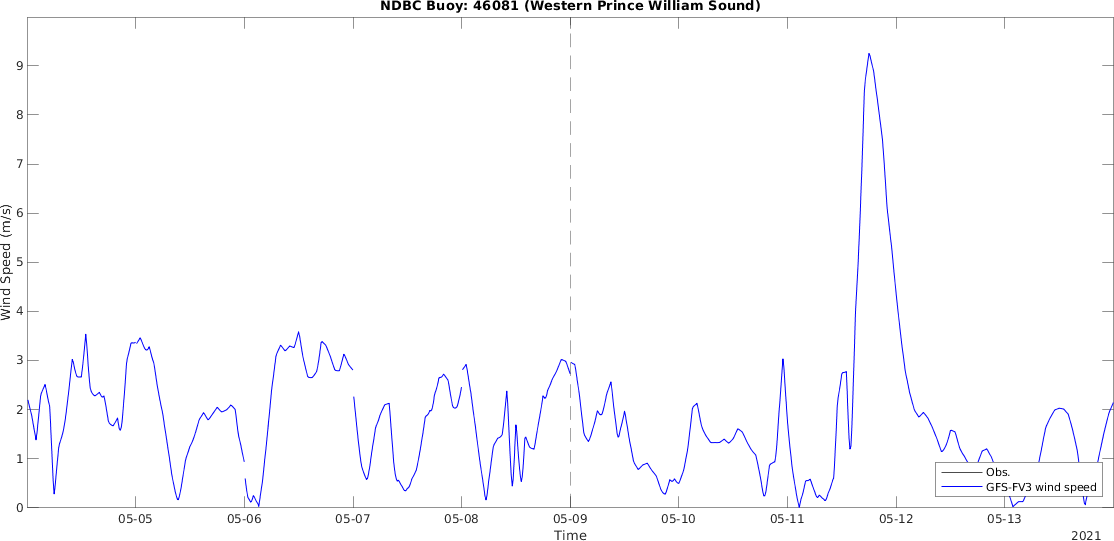 NDBC Buoy: 46081 (Western Prince William Sound)
Wind Speed (m/s)
9
8
7
6
5
4
3
2
1
0
Obs.
GFS-FV3 wind speed
05-05 05-06 05-07 05-08 05-09 05-10 05-11 05-12 05-13
Time
2021